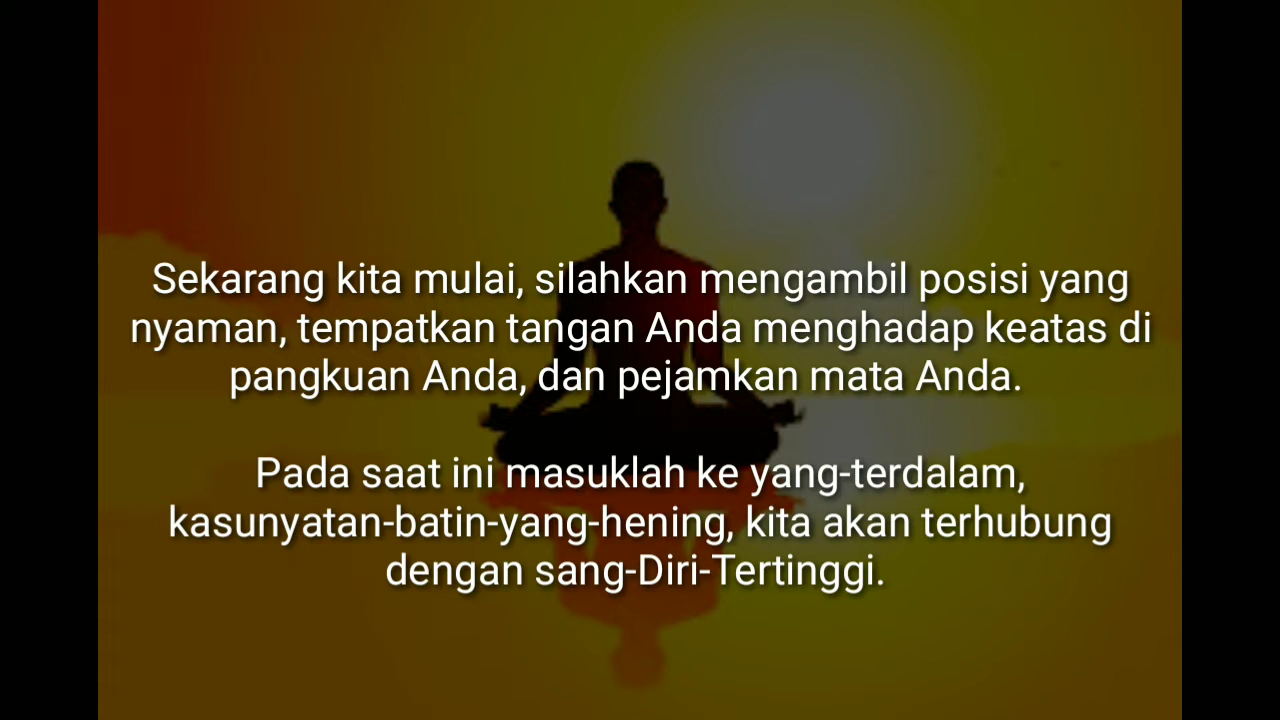 Sekarang kita mulai, silahkan mengambil posisi yang
nyaman, tempatkan tangan Anda menghadap keatas di
pangkuan Anda, dan pejamkan mata Anda.
Pada saat ini masuklah ke yang-terdalam,
kasunyatan-batin-yang-hening, kita akan terhubung
dengan sang-Diri-Tertinggi.